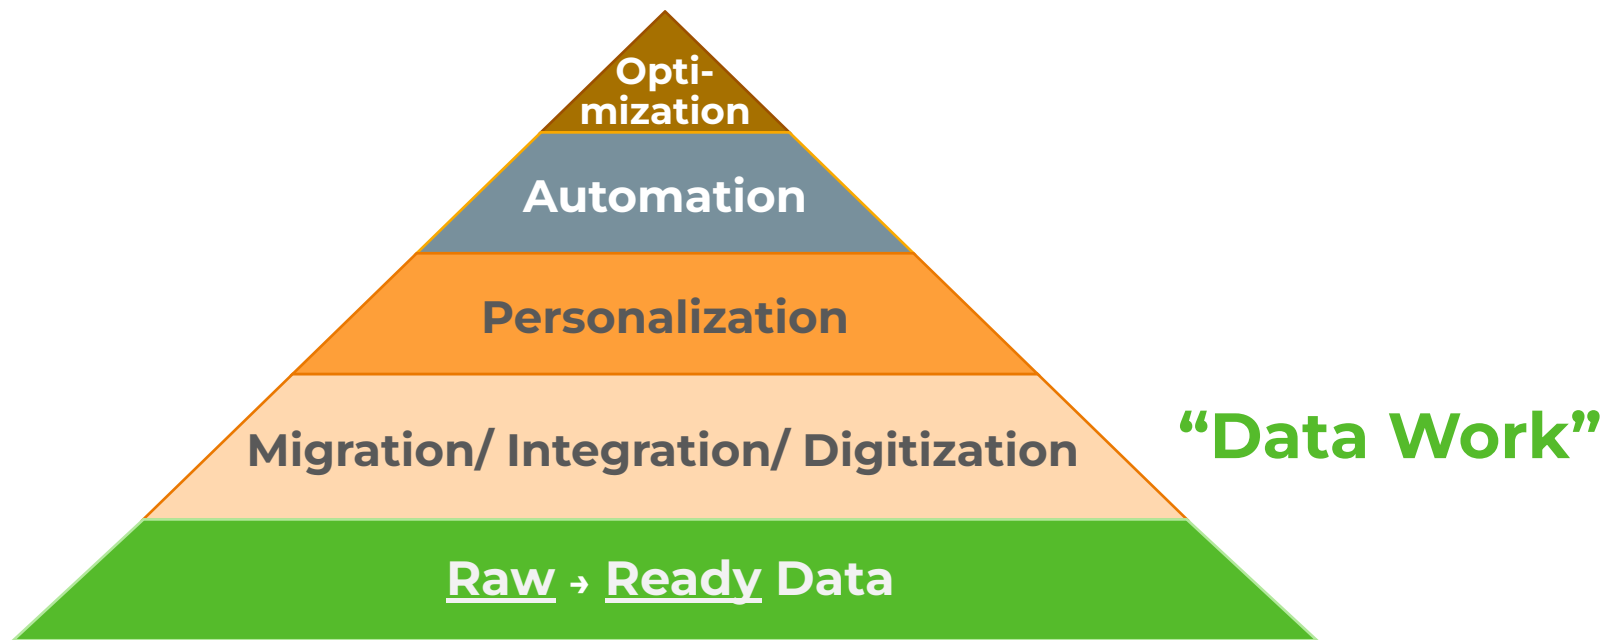 Opti-
mization
Automation
Personalization
Migration/ Integration/ Digitization
“Data Work”
Raw → Ready Data